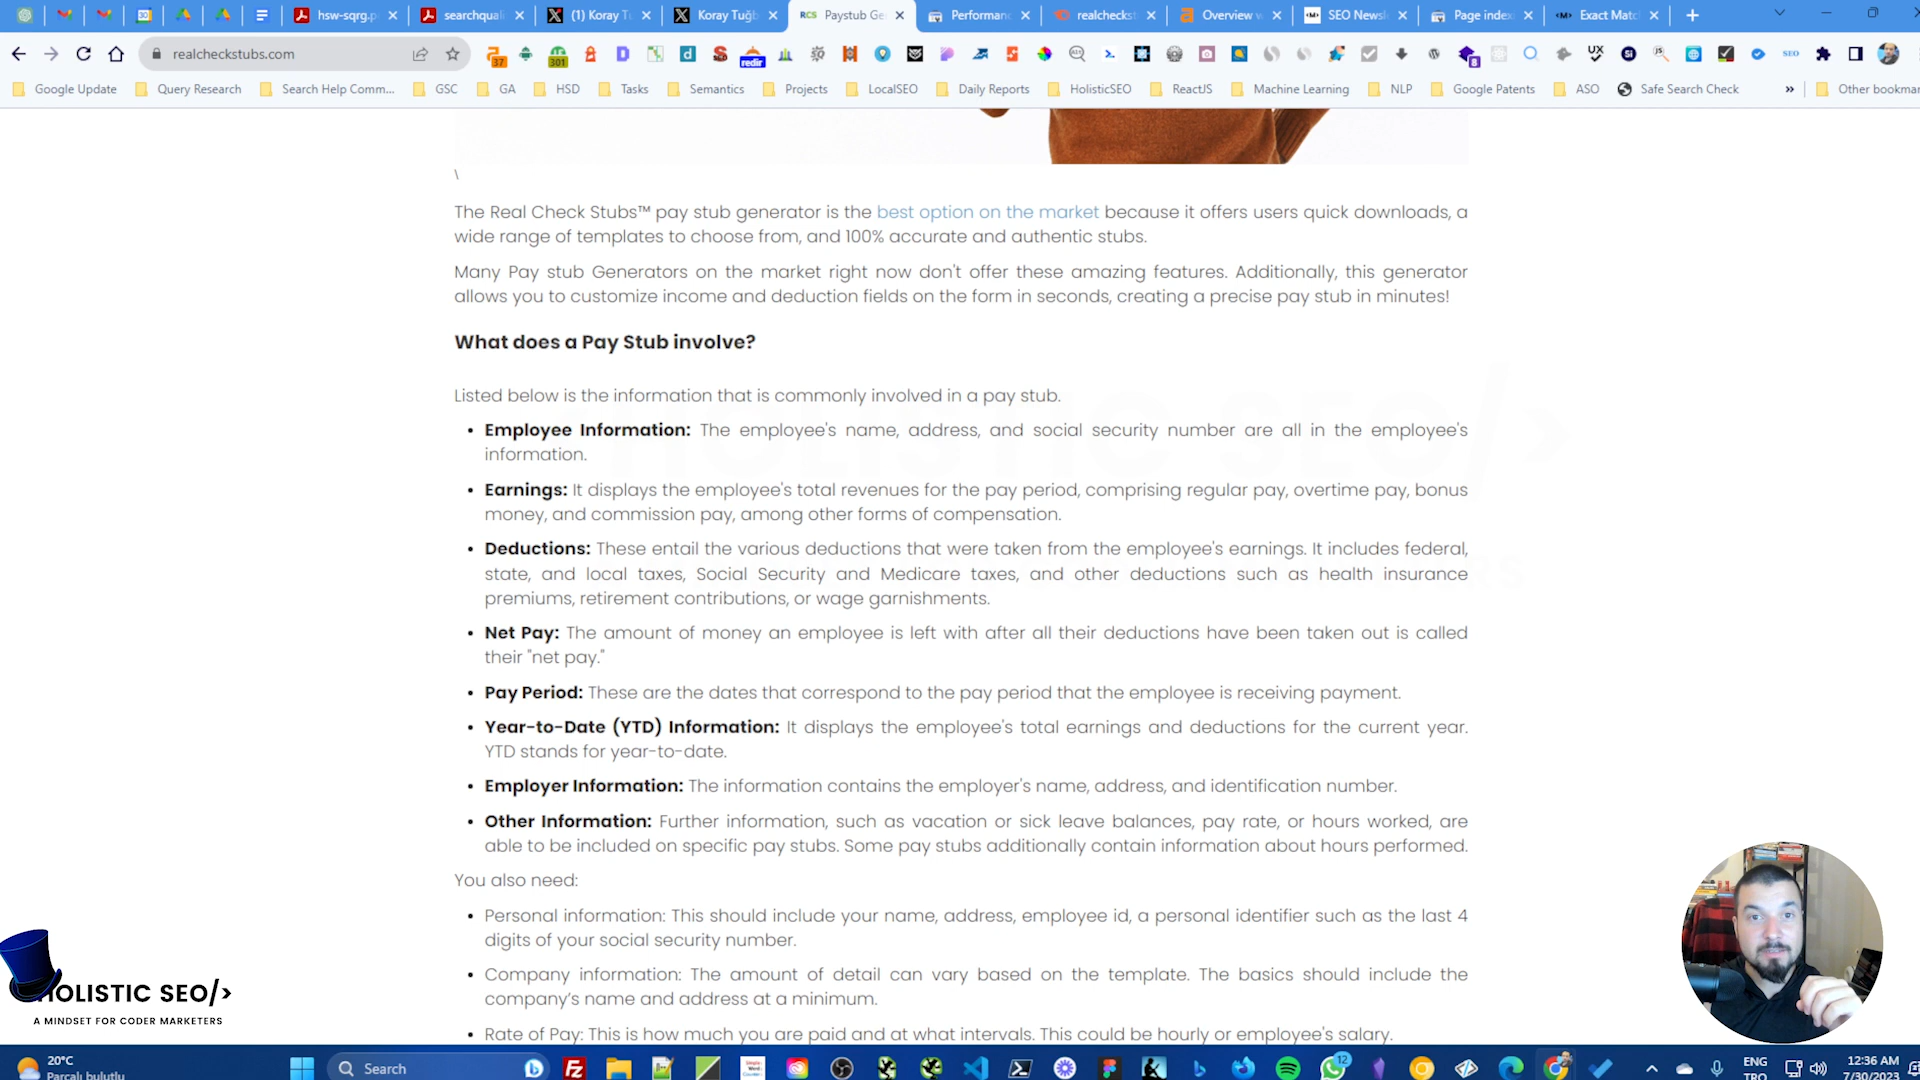 hsw-sqrg.p
searchquali
(1) Koray Tu
Koray Tuğb
RCS Paystub Ge
Performanc
realchecksto
Overview w
SEO Newsl
Page index
Exact Matc
realcheckstubs.com
37
301
redir
8
UX
SEO
Google Update
Query Research
Search Help Comm...
GSC
GA
HSD
Tasks
Semantics
Projects
LocalSEO
Daily Reports
HolisticSEO
ReactJS
Machine Learning
NLP
Google Patents
ASO
Safe Search Check
»
Other bookmar
\
The Real Check Stubs™ pay stub generator is the best option on the market because it offers users quick downloads, a
wide range of templates to choose from, and 100% accurate and authentic stubs.
Many Pay stub Generators on the market right now don't offer these amazing features. Additionally, this generator
allows you to customize income and deduction fields on the form in seconds, creating a precise pay stub in minutes!
What does a Pay Stub involve?
Listed below is the information that is commonly involved in a pay stub.
• Employee Information: The employee's name, address, and social security number are all in the employee's
information.
• Earnings: It displays the employee's total revenues for the pay period, comprising regular pay, overtime pay, bonus
money, and commission pay, among other forms of compensation.
• Deductions: These entail the various deductions that were taken from the employee's earnings. It includes federal,
state, and local taxes, Social Security and Medicare taxes, and other deductions such as health insurance
premiums, retirement contributions, or wage garnishments.
• Net Pay: The amount of money an employee is left with after all their deductions have been taken out is called
their "net pay."
• Pay Period: These are the dates that correspond to the pay period that the employee is receiving payment.
• Year-to-Date (YTD) Information: It displays the employee's total earnings and deductions for the current year.
YTD stands for year-to-date.
• Employer Information: The information contains the employer's name, address, and identification number.
• Other Information: Further information, such as vacation or sick leave balances, pay rate, or hours worked, are
able to be included on specific pay stubs. Some pay stubs additionally contain information about hours performed.
You also need:
• Personal information: This should include your name, address, employee id, a personal identifier such as the last 4
digits of your social security number.
• Company information: The amount of detail can vary based on the template. The basics should include the
company's name and address at a minimum.
• Rate of Pay: This is how much you are paid and at what intervals. This could be hourly or employee's salary.
HOLISTIC SEO/>
A MINDSET FOR CODER MARKETERS
20°C
Parçalı bulutlu
Search
12
ENG
TRQ
12:36 AM
7/30/2023